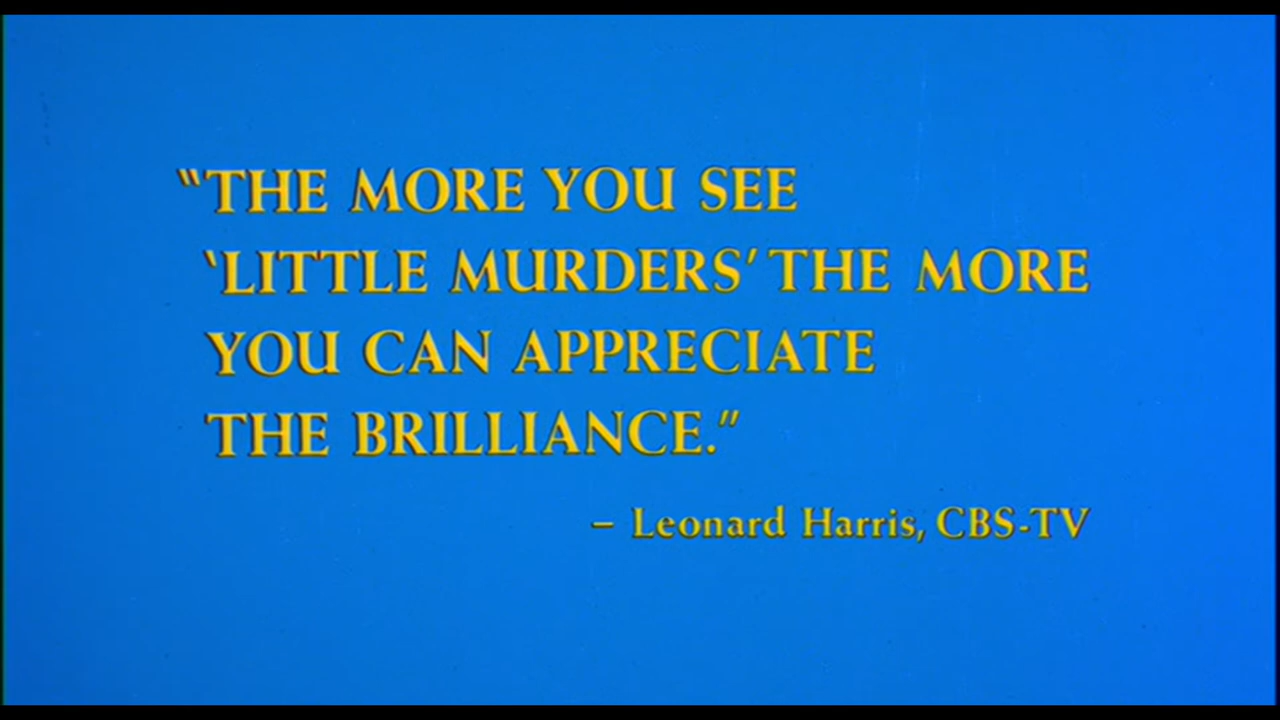 “THE MORE YOU SEE
‘LITTLE MURDERS’ THE MORE
YOU CAN APPRECIATE
THE BRILLIANCE.”
– Leonard Harris, CBS-TV